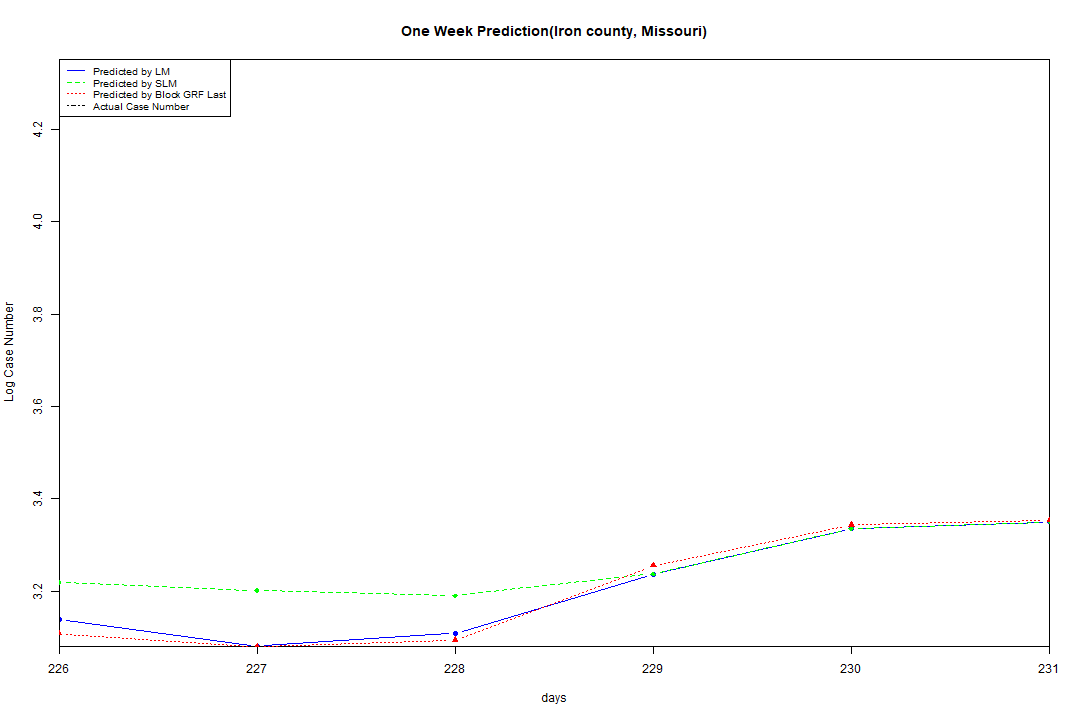 One Week Prediction(Iron county, Missouri)
Predicted by LM
Predicted by SLM
Predicted by Block GRF Last
Actual Case Number
4.2
4.0
3.8
3.6
3.4
3.2
Log Case Number
226 227 228 229 230 231
days